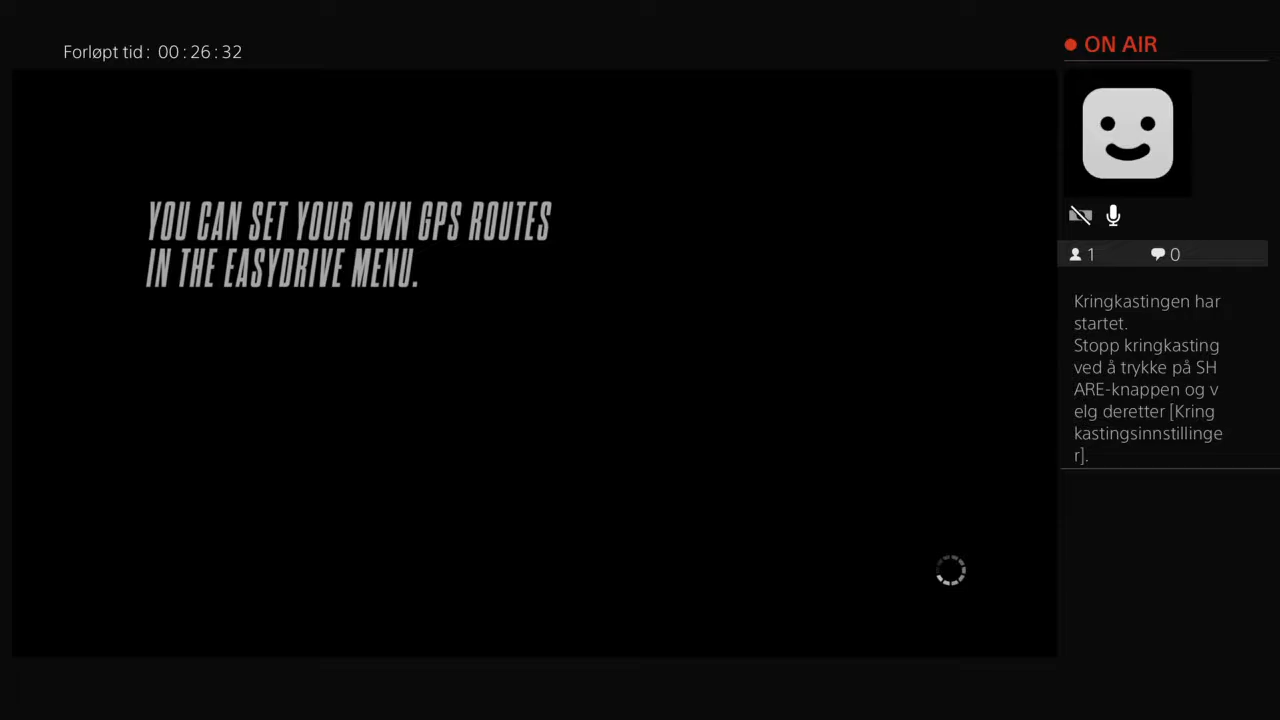 Forløpt tid: 00:26:32
ON AIR
YOU CAN SET YOUR OWN GPS ROUTES
IN THE EASYDRIVE MENU.
1 0
Kringkastingen har
startet.
Stopp kringkasting
ved å trykke på SH
ARE-knappen og v
elg deretter [Kring
kastingsinnstillinge
r].